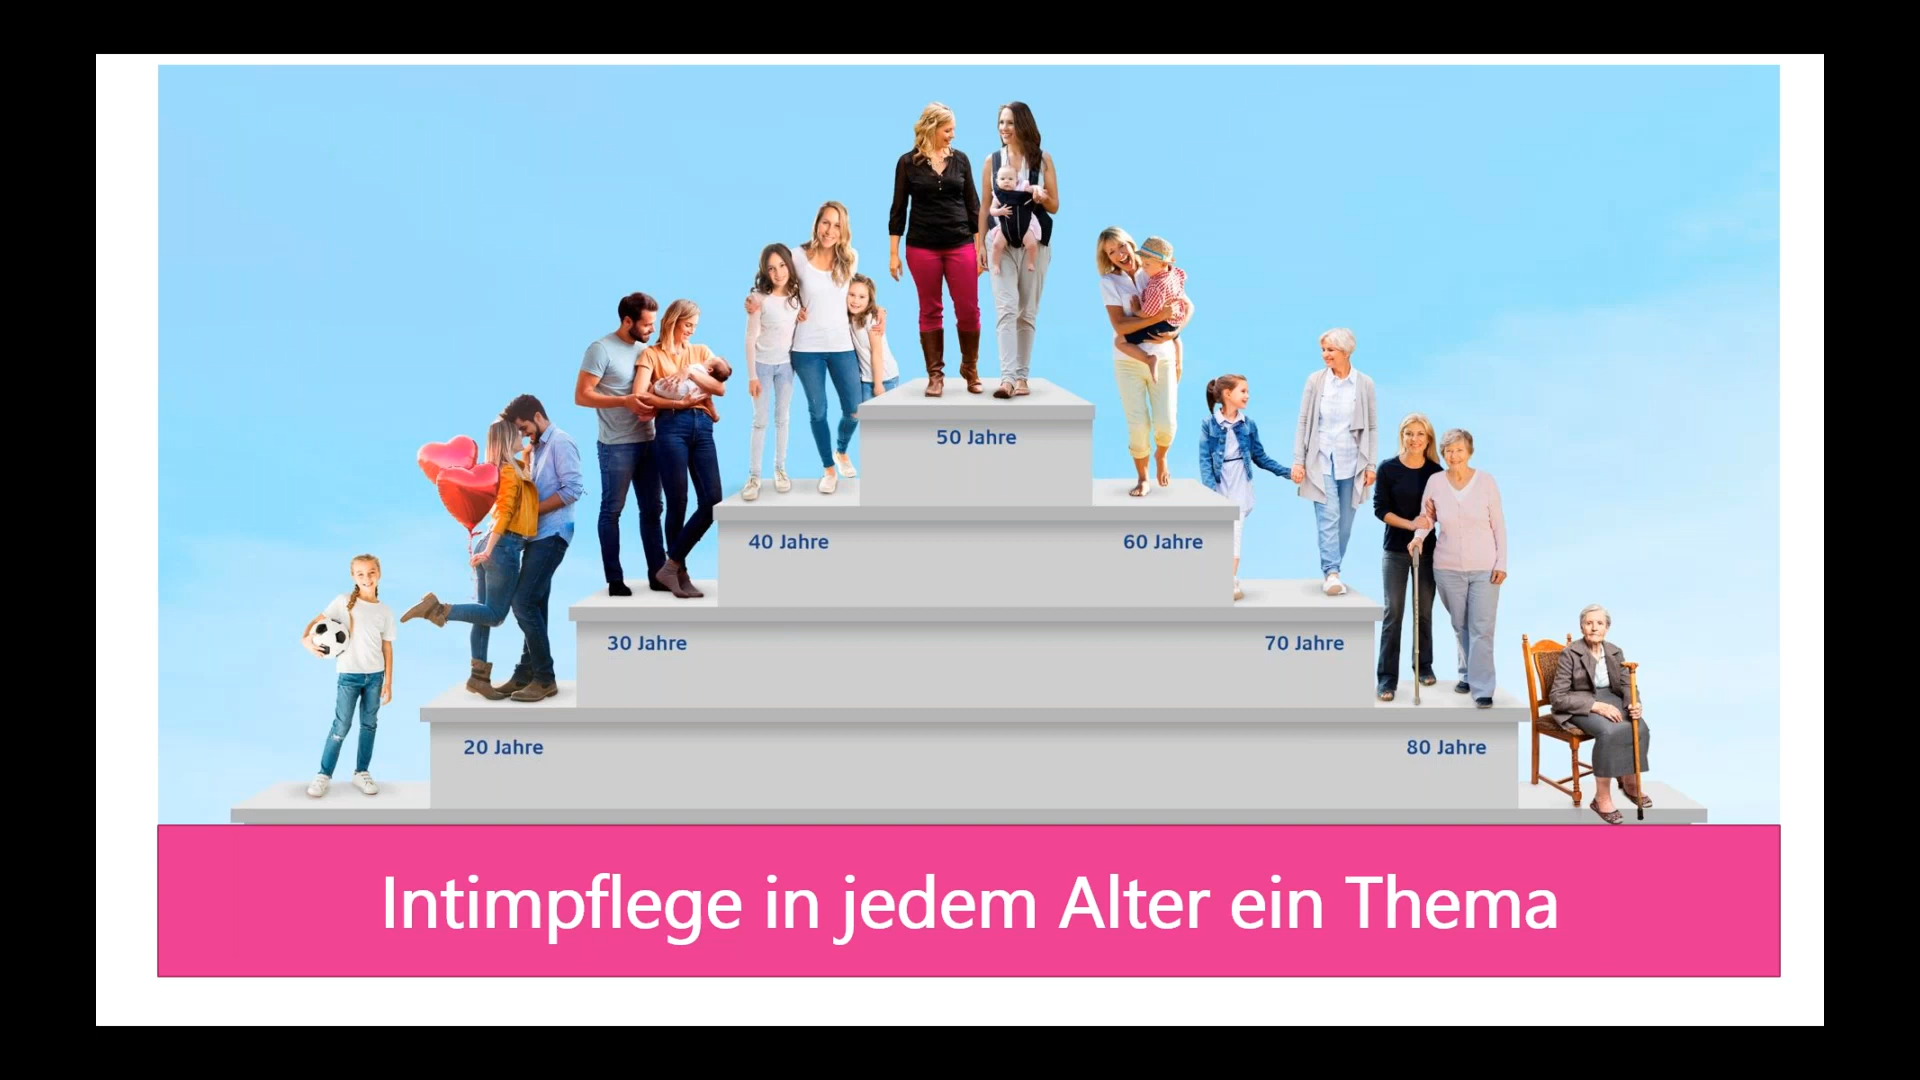 50 Jahre
40 Jahre
60 Jahre
30 Jahre
70 Jahre
20 Jahre
80 Jahre
Intimpflege in jedem Alter ein Thema